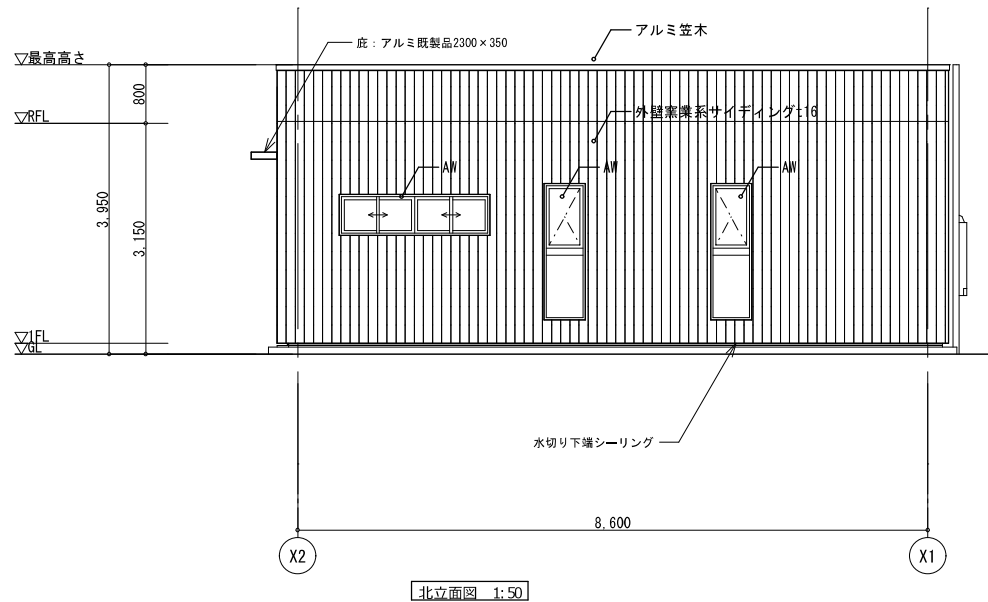 アルミ笠木
庇：アルミ既製品2300×350
▽最高高さ
800
▽RFL
外壁窯業系サイディングt16
AW
AW
AW
3,950
3,150
▽1FL
▽GL
水切り下端シーリング
8,600
X2
X1
北立面図 1:50